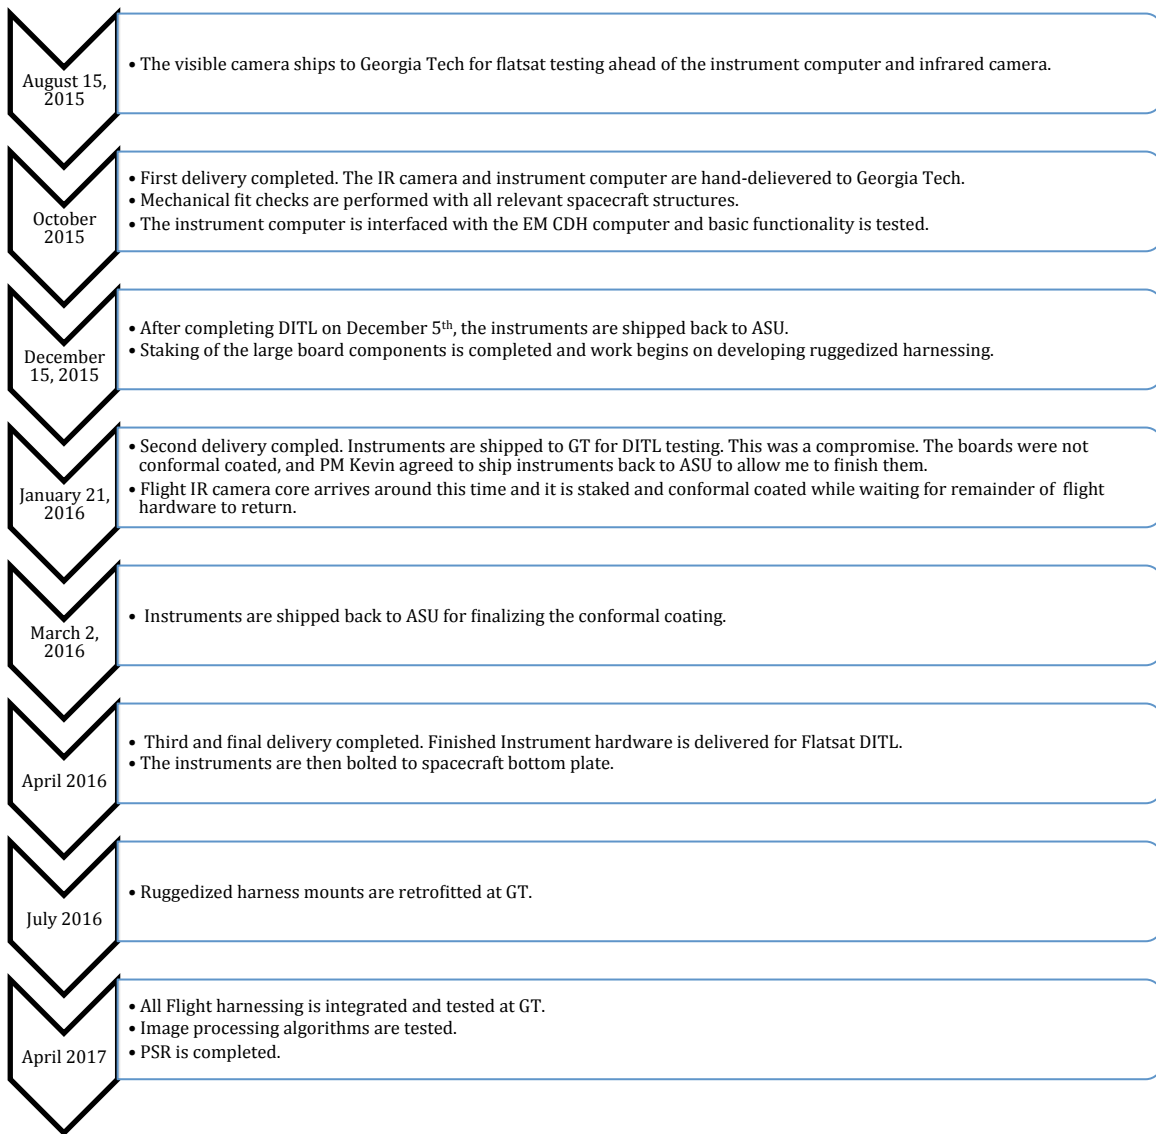 August 15,
2015
• The visible camera ships to Georgia Tech for flatsat testing ahead of the instrument computer and infrared camera.
October
2015
• First delivery completed. The IR camera and instrument computer are hand-delievered to Georgia Tech.
• Mechanical fit checks are performed with all relevant spacecraft structures.
• The instrument computer is interfaced with the EM CDH computer and basic functionality is tested.
December
15, 2015
• After completing DITL on December 5th, the instruments are shipped back to ASU.
• Staking of the large board components is completed and work begins on developing ruggedized harnessing.
January 21,
2016
• Second delivery compled. Instruments are shipped to GT for DITL testing. This was a compromise. The boards were not
conformal coated, and PM Kevin agreed to ship instruments back to ASU to allow me to finish them.
• Flight IR camera core arrives around this time and it is staked and conformal coated while waiting for remainder of flight
hardware to return.
March 2,
2016
• Instruments are shipped back to ASU for finalizing the conformal coating.
April 2016
• Third and final delivery completed. Finished Instrument hardware is delivered for Flatsat DITL.
• The instruments are then bolted to spacecraft bottom plate.
July 2016
• Ruggedized harness mounts are retrofitted at GT.
April 2017
• All Flight harnessing is integrated and tested at GT.
• Image processing algorithms are tested.
• PSR is completed.